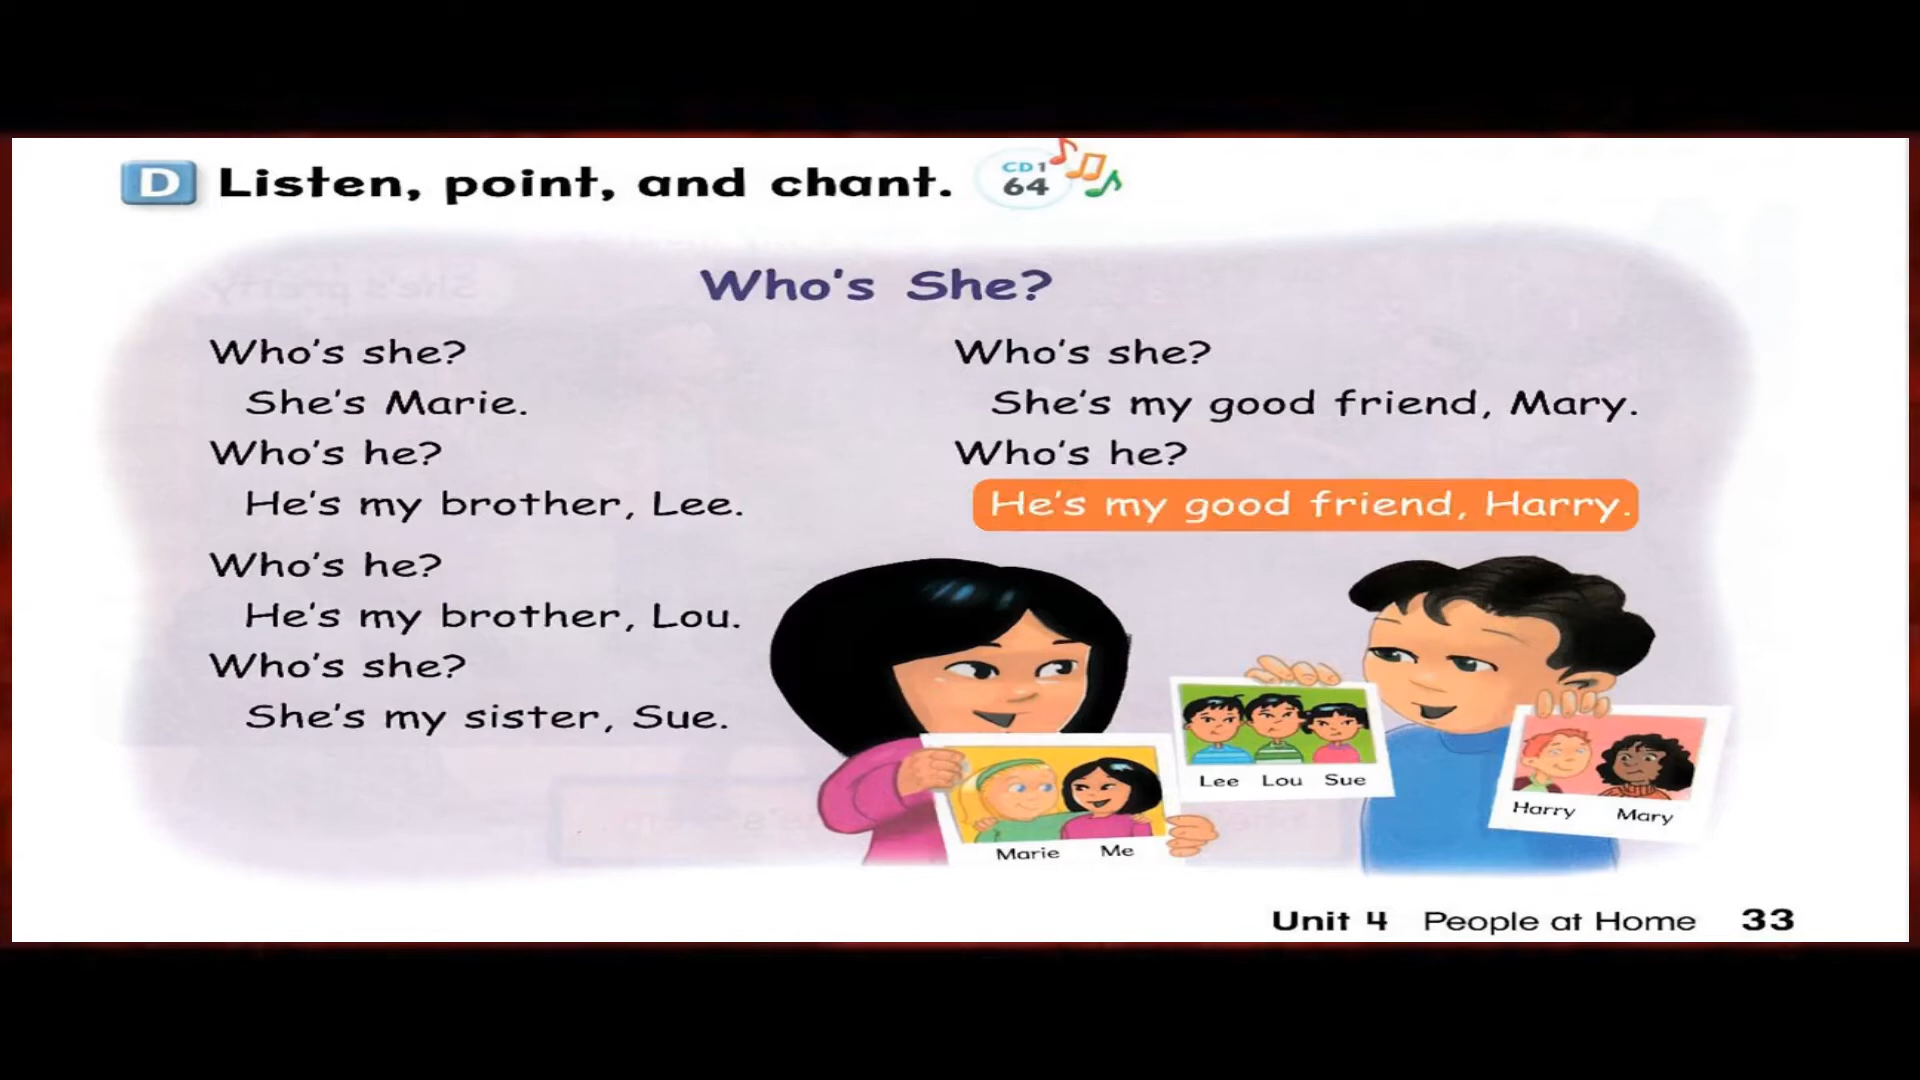 D Listen, point, and chant. CD1 64
Who's She?
Who's she?
She's Marie.
Who's he?
He's my brother, Lee.
Who's he?
He's my brother, Lou.
Who's she?
She's my sister, Sue.
Who's she?
She's my good friend, Mary.
Who's he?
He's my good friend, Harry.
Marie Me
Lee Lou Sue
Harry Mary
Unit 4 People at Home 33